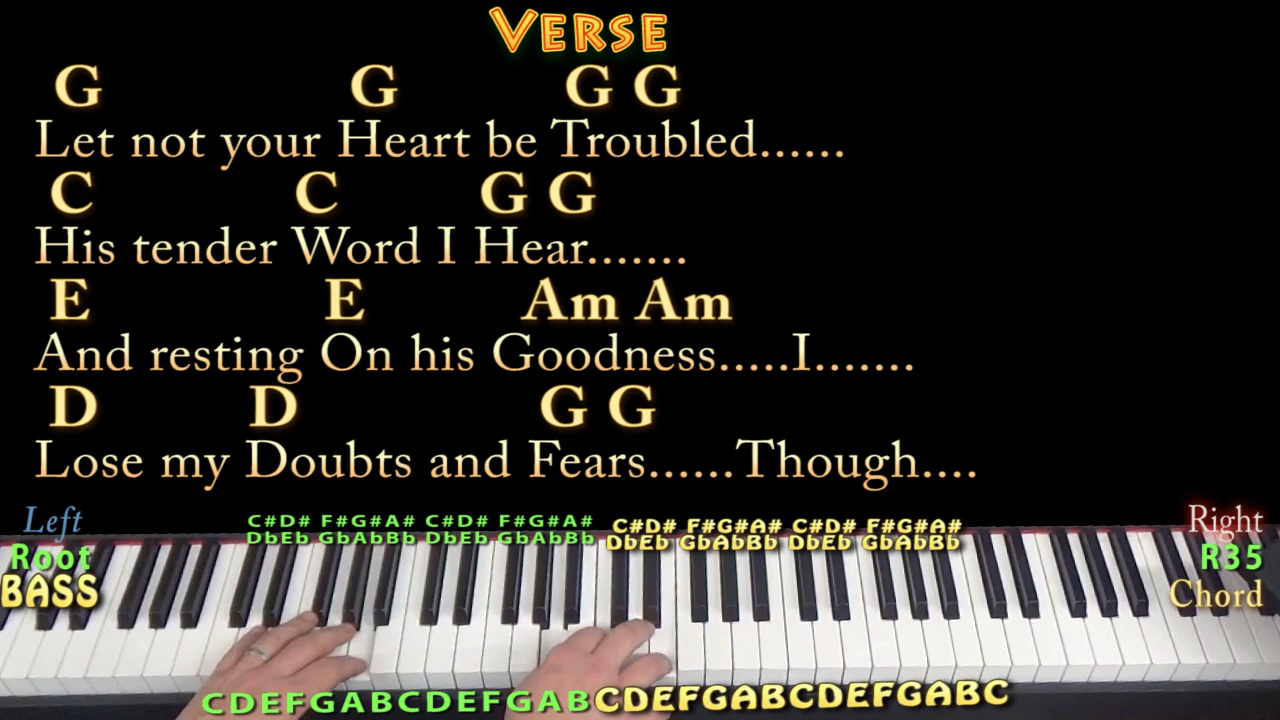 VERSE
G G G G
Let not your Heart be Troubled......
C C G G
His tender Word I Hear.......
E E Am Am
And resting On his Goodness.....I.......
D D G G
Lose my Doubts and Fears......Though....
Left
Root
BASS
C#D# F#G#A# C#D# F#G#A# C#D# F#G#A# C#D# F#G#A#
DbEb GbAbBb DbEb GbAbBb DbEb GbAbBb DbEb GbAbBb
Right
R35
Chord
CDEFGABCDEFGABCDEFGABCDEFGABC